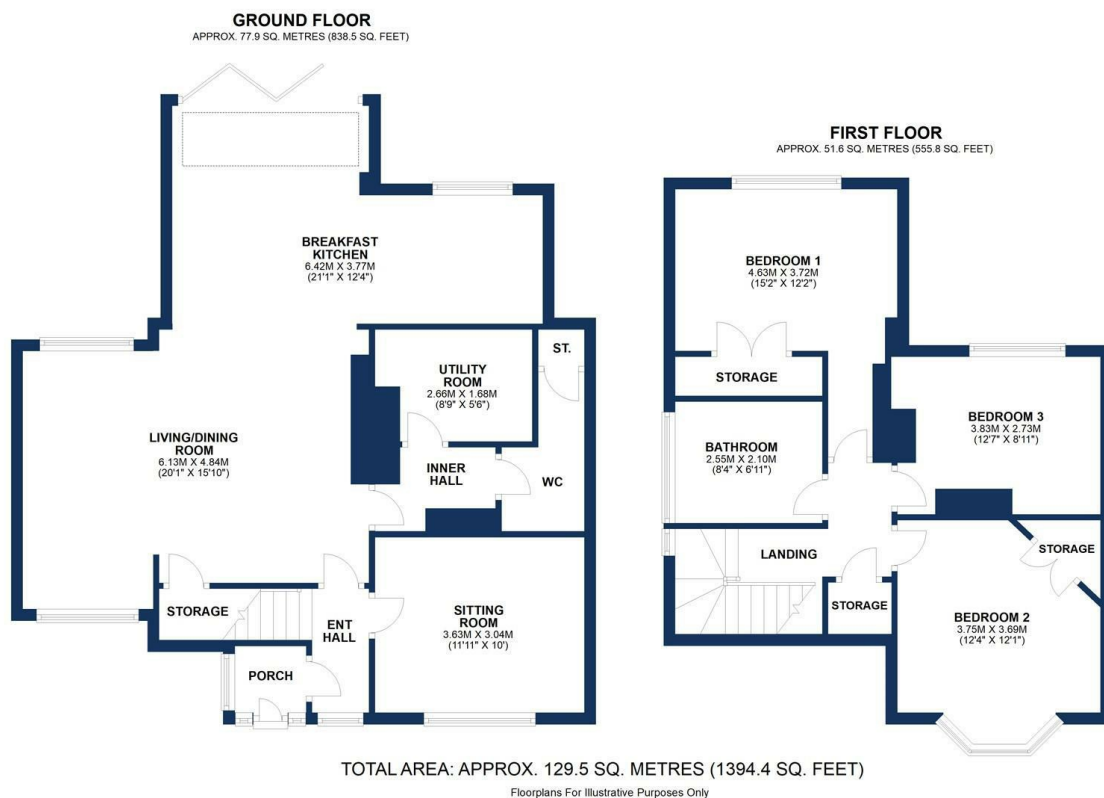 GROUND FLOOR
APPROX. 77.9 SQ. METRES (838.5 SQ. FEET)
BREAKFAST
KITCHEN
6.42M X 3.77M
(21'1" X 12'4")
UTILITY
ROOM
2.66M X 1.68M
(8'9" X 5'6")
ST.
LIVING/DINING
ROOM
6.13M X 4.84M
(20'1" X 15'10")
INNER
HALL
WC
STORAGE
ENT
HALL
SITTING
ROOM
3.63M X 3.04M
(11'11" X 10')
PORCH
FIRST FLOOR
APPROX. 51.6 SQ. METRES (555.8 SQ. FEET)
BEDROOM 1
4.63M X 3.72M
(15'2" X 12'2")
STORAGE
BATHROOM
2.55M X 2.10M
(8'4" X 6'11")
BEDROOM 3
3.83M X 2.73M
(12'7" X 8'11")
LANDING
STORAGE
STORAGE
BEDROOM 2
3.75M X 3.69M
(12'4" X 12'1")
TOTAL AREA: APPROX. 129.5 SQ. METRES (1394.4 SQ. FEET)
Floorplans For Illustrative Purposes Only